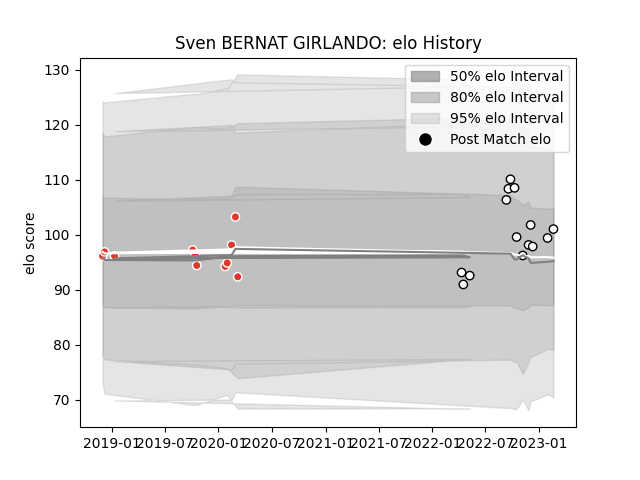 Sven BERNAT GIRLANDO: elo History
130
120
110
100
90
80
70
elo score
50% elo Interval
80% elo Interval
95% elo Interval
Post Match elo
2019-01 2019-07 2020-01 2020-07 2021-01 2021-07 2022-01 2022-07 2023-01